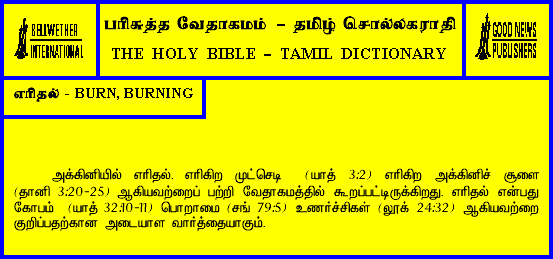 BELLWETHER
INTERNATIONAL
பரிசுத்த வேதாகமம் - தமிழ் சொல்லகராதி
THE HOLY BIBLE - TAMIL DICTIONARY
GOOD NEWS
PUBLISHERS
எரிதல் - BURN, BURNING
அக்கினியில் எரிதல். எரிகிற முட்செடி (யாத் 3:2) எரிகிற அக்கினிச் சூளை
(தானி 3:20-25) ஆகியவற்றைப் பற்றி வேதாகமத்தில் கூறப்பட்டிருக்கிறது. எரிதல் என்பது
கோபம் (யாத் 32:10-11) பொறாமை (சங் 79:5) உணர்ச்சிகள் (லூக் 24:32) ஆகியவற்றை
குறிப்பதற்கான அடையாள வார்த்தையாகும்.